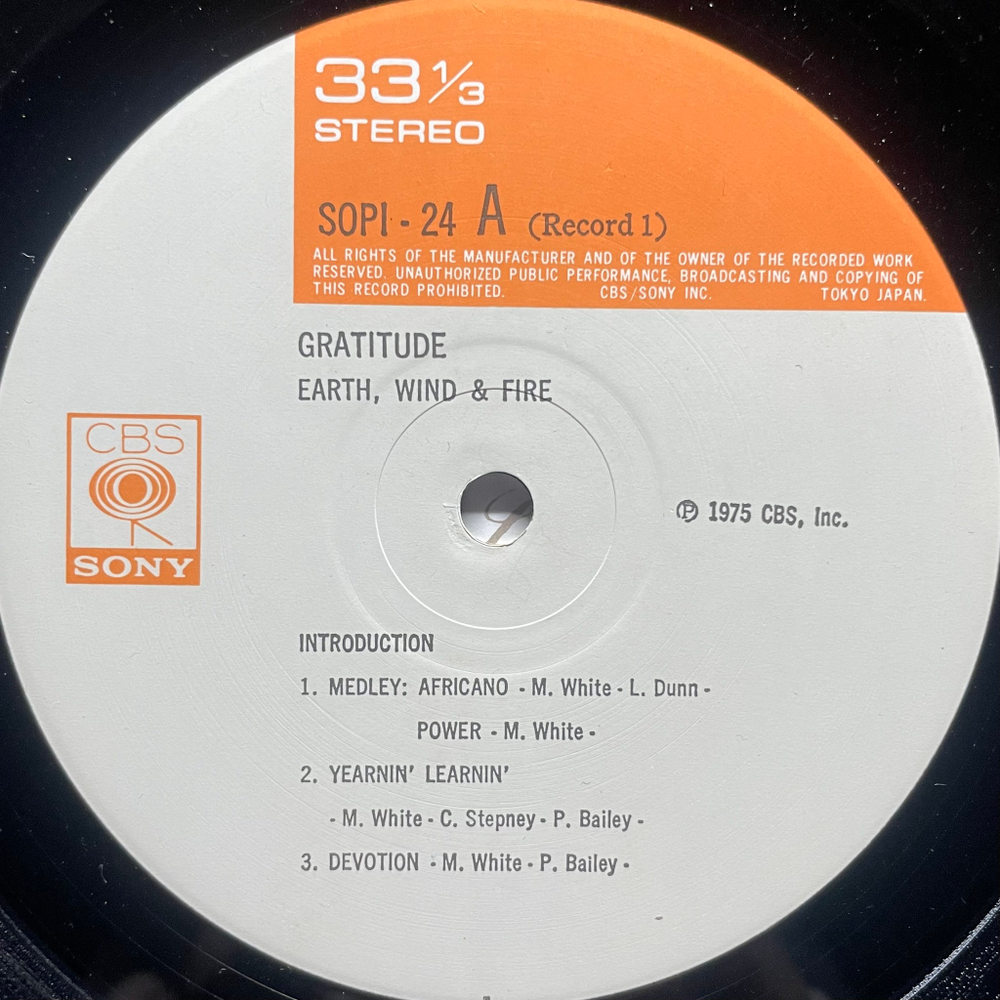 33 1/3
STEREO
SOPI - 24 A (Record 1)
ALL RIGHTS OF THE MANUFACTURER AND OF THE OWNER OF THE RECORDED WORK
RESERVED. UNAUTHORIZED PUBLIC PERFORMANCE, BROADCASTING AND COPYING OF
THIS RECORD PROHIBITED. CBS/SONY INC. TOKYO JAPAN.
GRATITUDE
EARTH, WIND & FIRE
CBS
SONY
℗ 1975 CBS, Inc.
INTRODUCTION
1. MEDLEY: AFRICANO - M. White - L. Dunn -
POWER - M. White -
2. YEARNIN' LEARNIN'
- M. White - C. Stepney - P. Bailey -
3. DEVOTION - M. White - P. Bailey -